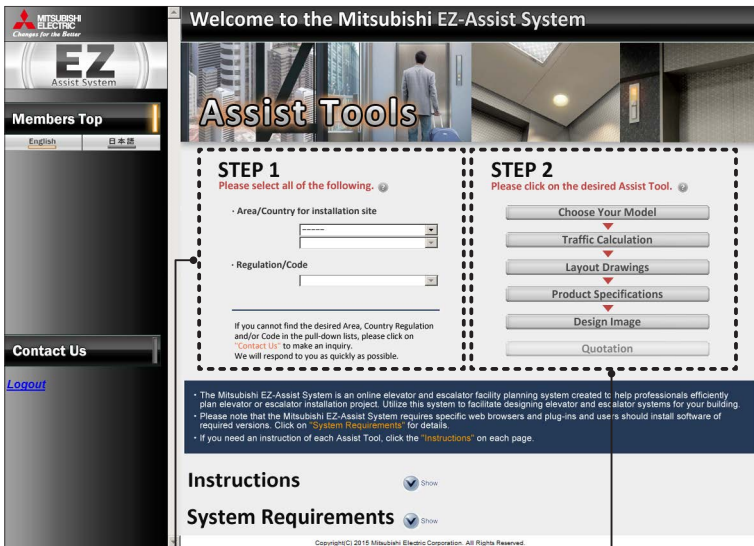 MITSUBISHI
ELECTRIC
Changes for the Better
EZ
Assist System
Members Top
English 日本語
Contact Us
Logout
Welcome to the Mitsubishi EZ-Assist System
Assist Tools
STEP 1
Please select all of the following. ?
· Area/Country for installation site
-----
· Regulation/Code
If you cannot find the desired Area, Country Regulation
and/or Code in the pull-down lists, please click on
"Contact Us" to make an inquiry.
We will respond to you as quickly as possible.
STEP 2
Please click on the desired Assist Tool. ?
Choose Your Model
Traffic Calculation
Layout Drawings
Product Specifications
Design Image
Quotation
· The Mitsubishi EZ-Assist System is an online elevator and escalator facility planning system created to help professionals efficiently
plan elevator or escalator installation project. Utilize this system to facilitate designing elevator and escalator systems for your building.
· Please note that the Mitsubishi EZ-Assist System requires specific web browsers and plug-ins and users should install software of
required versions. Click on "System Requirements" for details.
· If you need an instruction of each Assist Tool, click the "Instructions" on each page.
Instructions Show
System Requirements Show
Copyright(C) 2015 Mitsubishi Electric Corporation. All Rights Reserved.